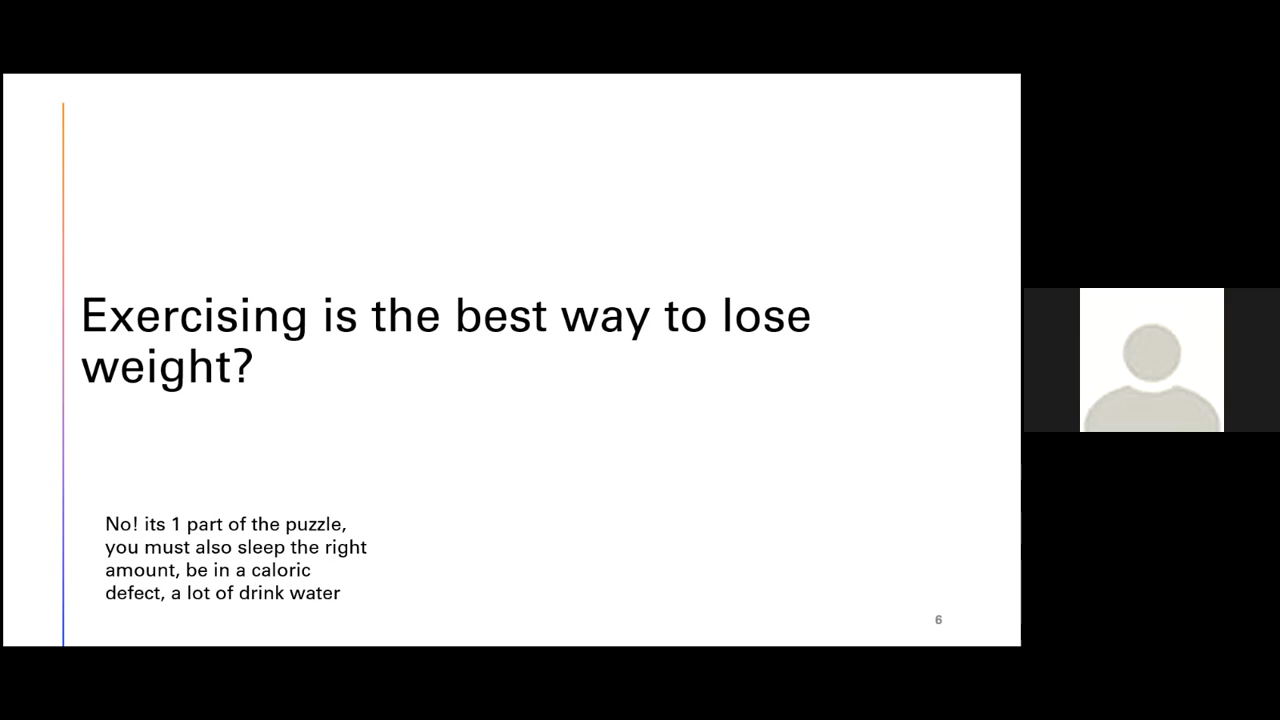 Exercising is the best way to lose
weight?
No! its 1 part of the puzzle,
you must also sleep the right
amount, be in a caloric
defect, a lot of drink water
6